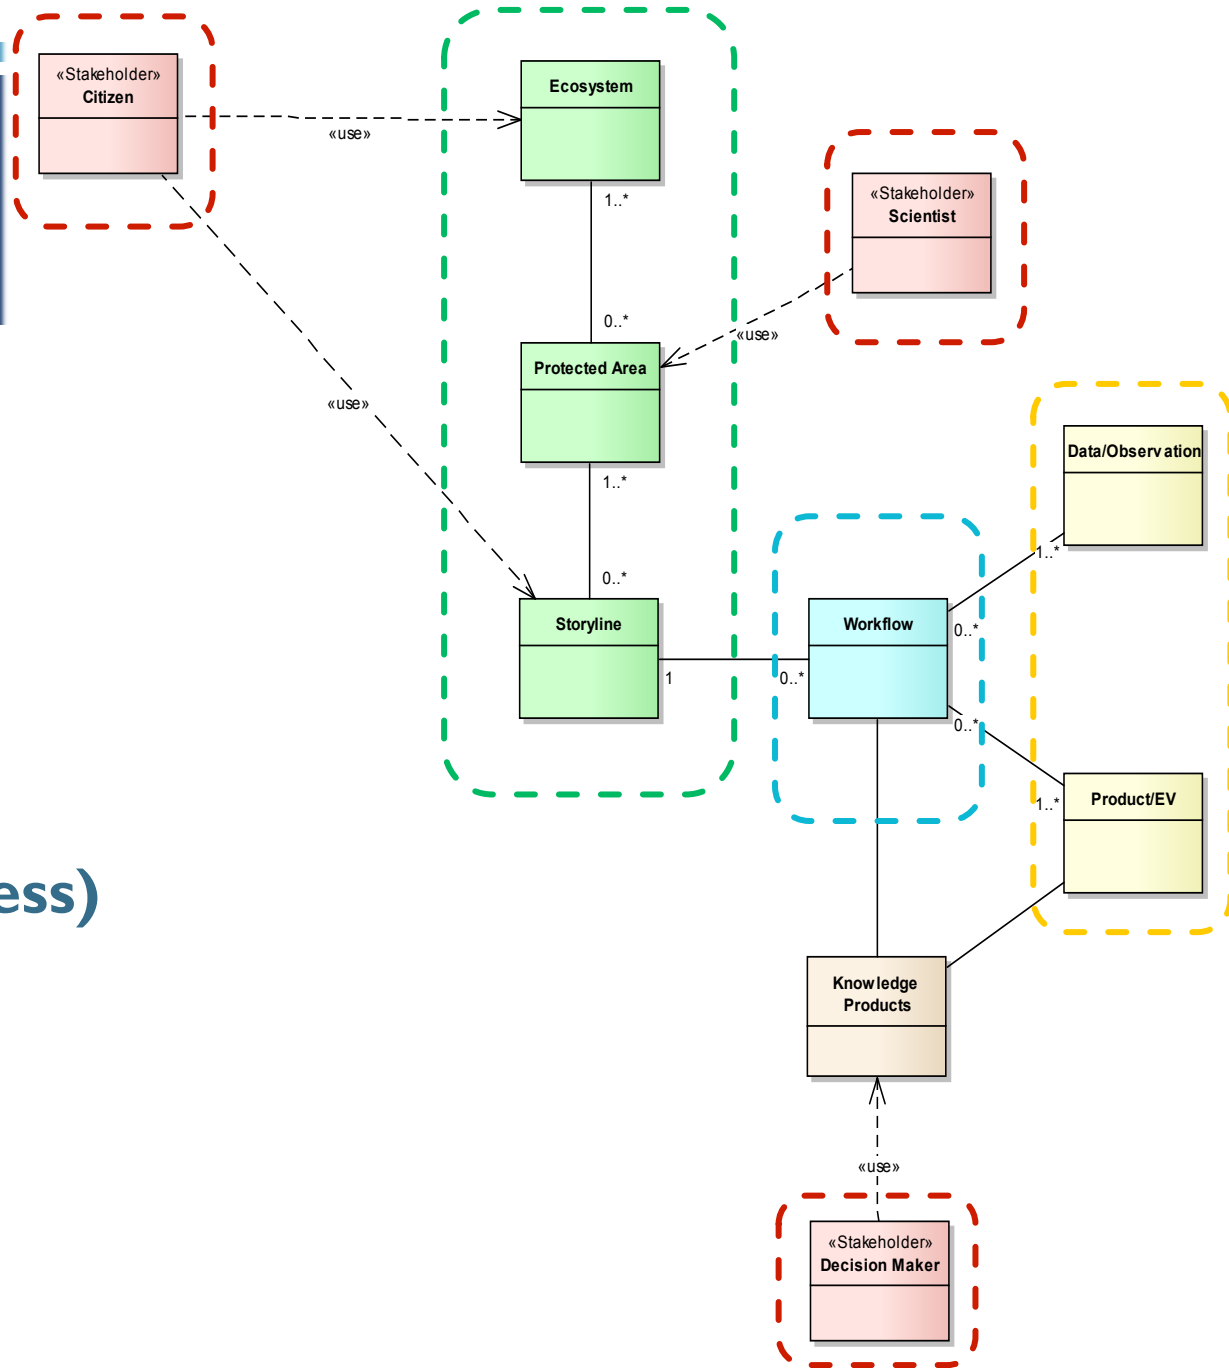 «Stakeholder»
Citizen
Ecosystem
«use»
1..*
«Stakeholder»
Scientist
0..*
«use»
Protected Area
«use»
1..*
Data/Observation
1..*
0..*
Storyline
Workflow
0..*
1
0..*
0..*
Product/EV
1..*
ess)
Knowledge
Products
«use»
«Stakeholder»
Decision Maker